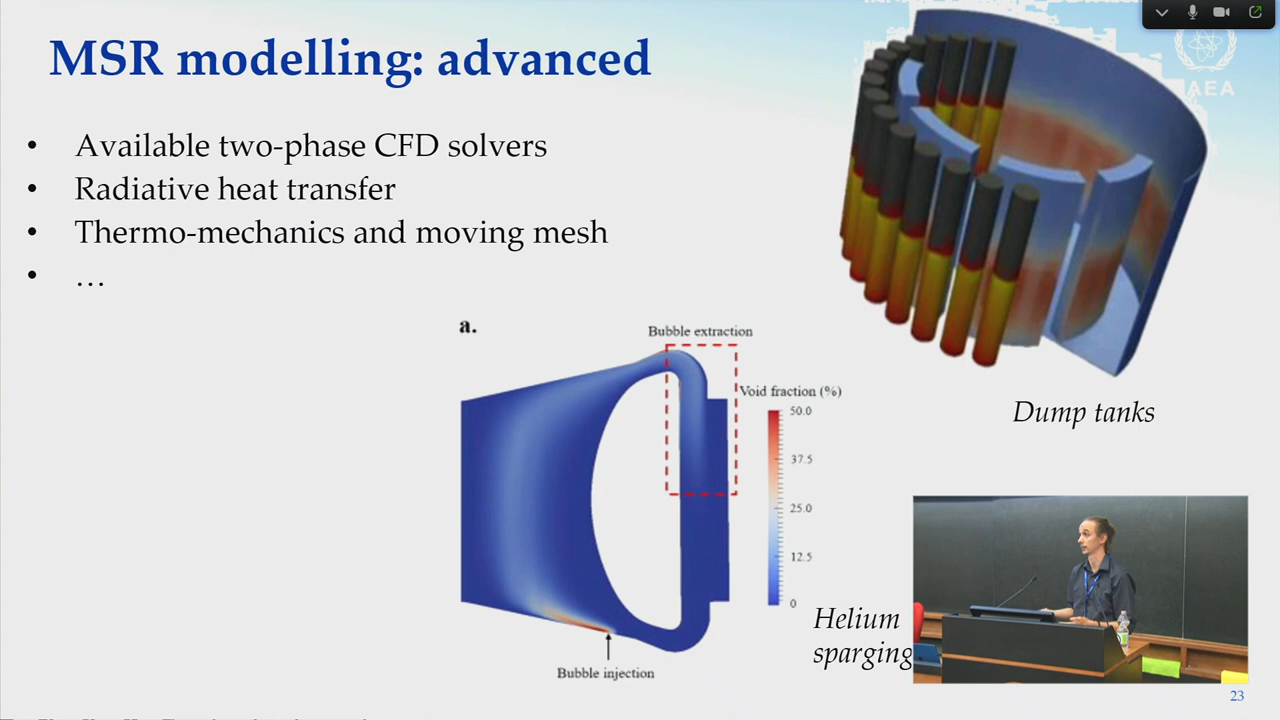 MSR modelling: advanced
IAEA
• Available two-phase CFD solvers
• Radiative heat transfer
• Thermo-mechanics and moving mesh
• …
a.
Bubble extraction
Void fraction (%)
50.0
37.5
25.0
12.5
0
Bubble injection
Dump tanks
Helium
sparging
23